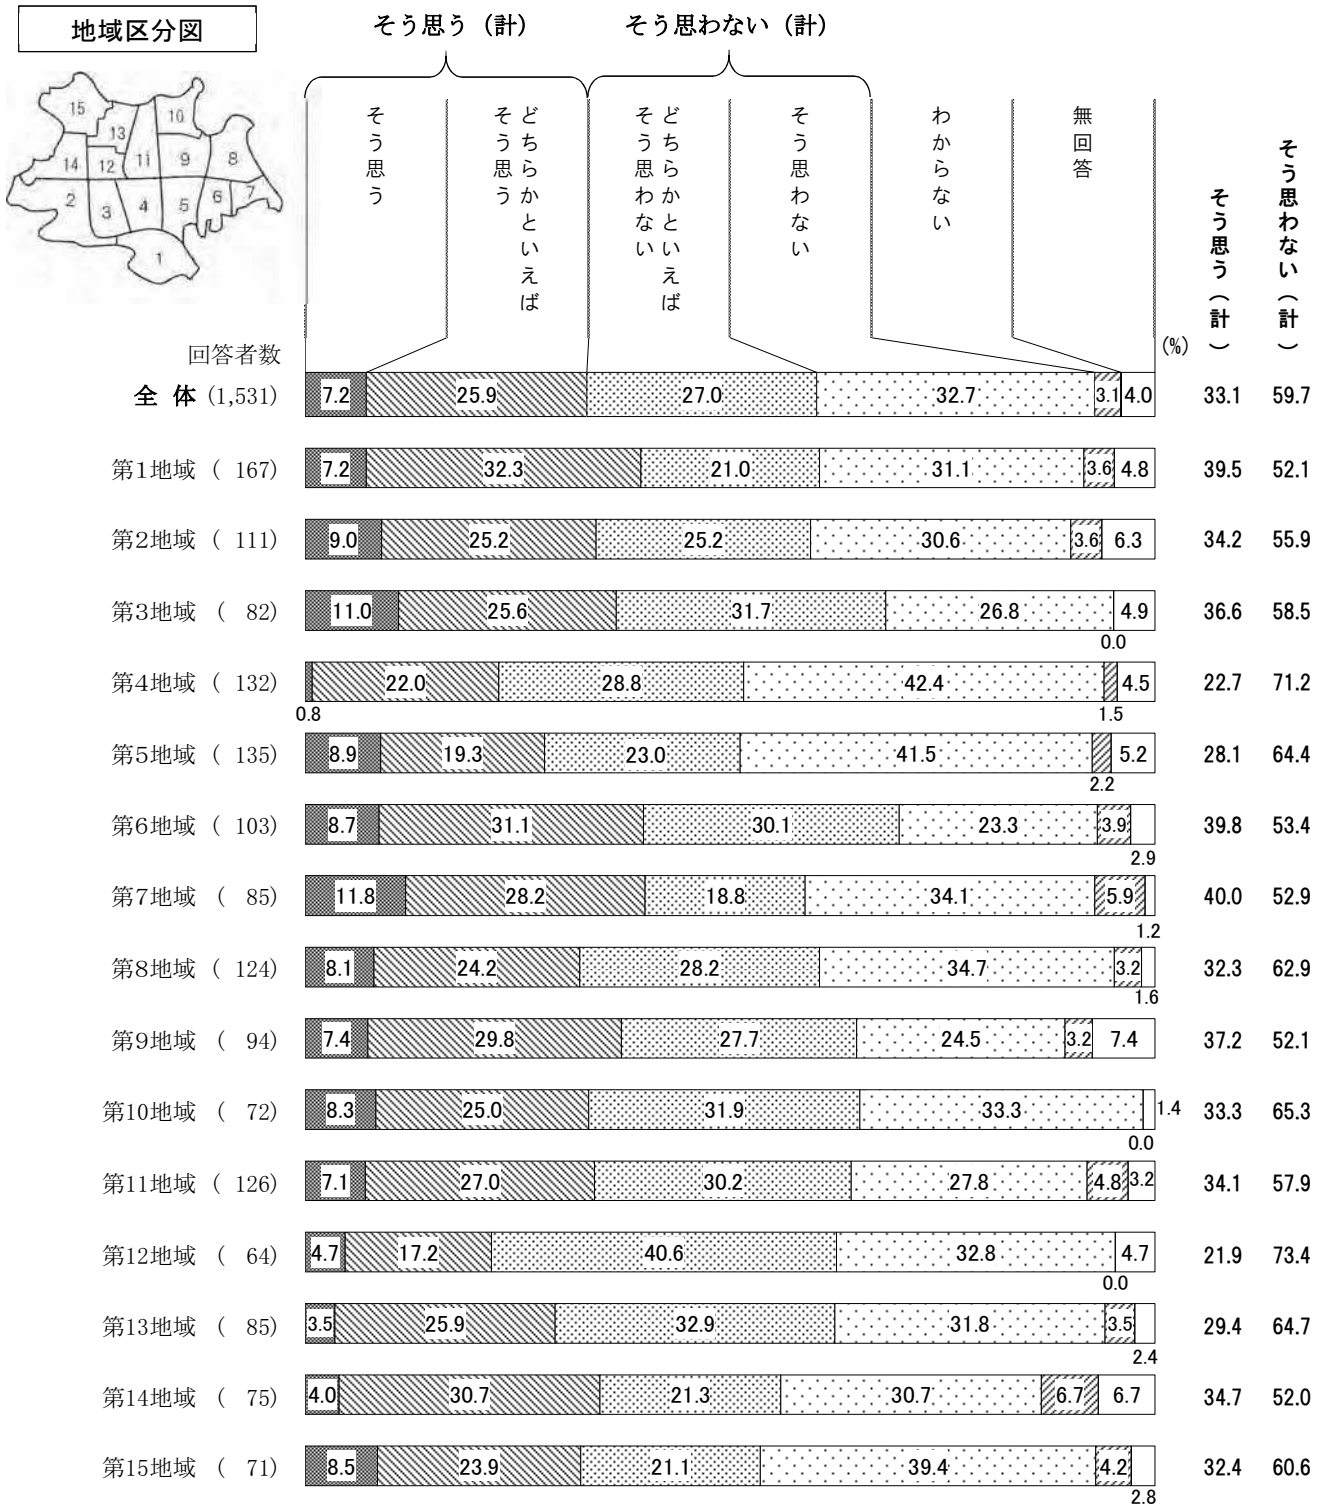 地域区分図
そう思う（計）
そう思わない（計）
15
10
13
14
12
11
9
8
2
3
4
5
6
7
1
そう思う
どちらかといえば
そう思う
どちらかといえば
そう思わない
そう思わない
わからない
無回答
そう思う（計）
そう思わない（計）
回答者数
(%)
全 体 (1,531) 7.2 25.9 27.0 32.7 3.1 4.0 33.1 59.7
第1地域 ( 167) 7.2 32.3 21.0 31.1 3.6 4.8 39.5 52.1
第2地域 ( 111) 9.0 25.2 25.2 30.6 3.6 6.3 34.2 55.9
第3地域 ( 82) 11.0 25.6 31.7 26.8 4.9 36.6 58.5
0.0
第4地域 ( 132) 22.0 28.8 42.4 4.5 22.7 71.2
0.8 1.5
第5地域 ( 135) 8.9 19.3 23.0 41.5 5.2 28.1 64.4
2.2
第6地域 ( 103) 8.7 31.1 30.1 23.3 3.9 39.8 53.4
2.9
第7地域 ( 85) 11.8 28.2 18.8 34.1 5.9 40.0 52.9
1.2
第8地域 ( 124) 8.1 24.2 28.2 34.7 3.2 32.3 62.9
1.6
第9地域 ( 94) 7.4 29.8 27.7 24.5 3.2 7.4 37.2 52.1
第10地域 ( 72) 8.3 25.0 31.9 33.3 1.4 33.3 65.3
0.0
第11地域 ( 126) 7.1 27.0 30.2 27.8 4.8 3.2 34.1 57.9
第12地域 ( 64) 4.7 17.2 40.6 32.8 4.7 21.9 73.4
0.0
第13地域 ( 85) 3.5 25.9 32.9 31.8 3.5 29.4 64.7
2.4
第14地域 ( 75) 4.0 30.7 21.3 30.7 6.7 6.7 34.7 52.0
第15地域 ( 71) 8.5 23.9 21.1 39.4 4.2 32.4 60.6
2.8